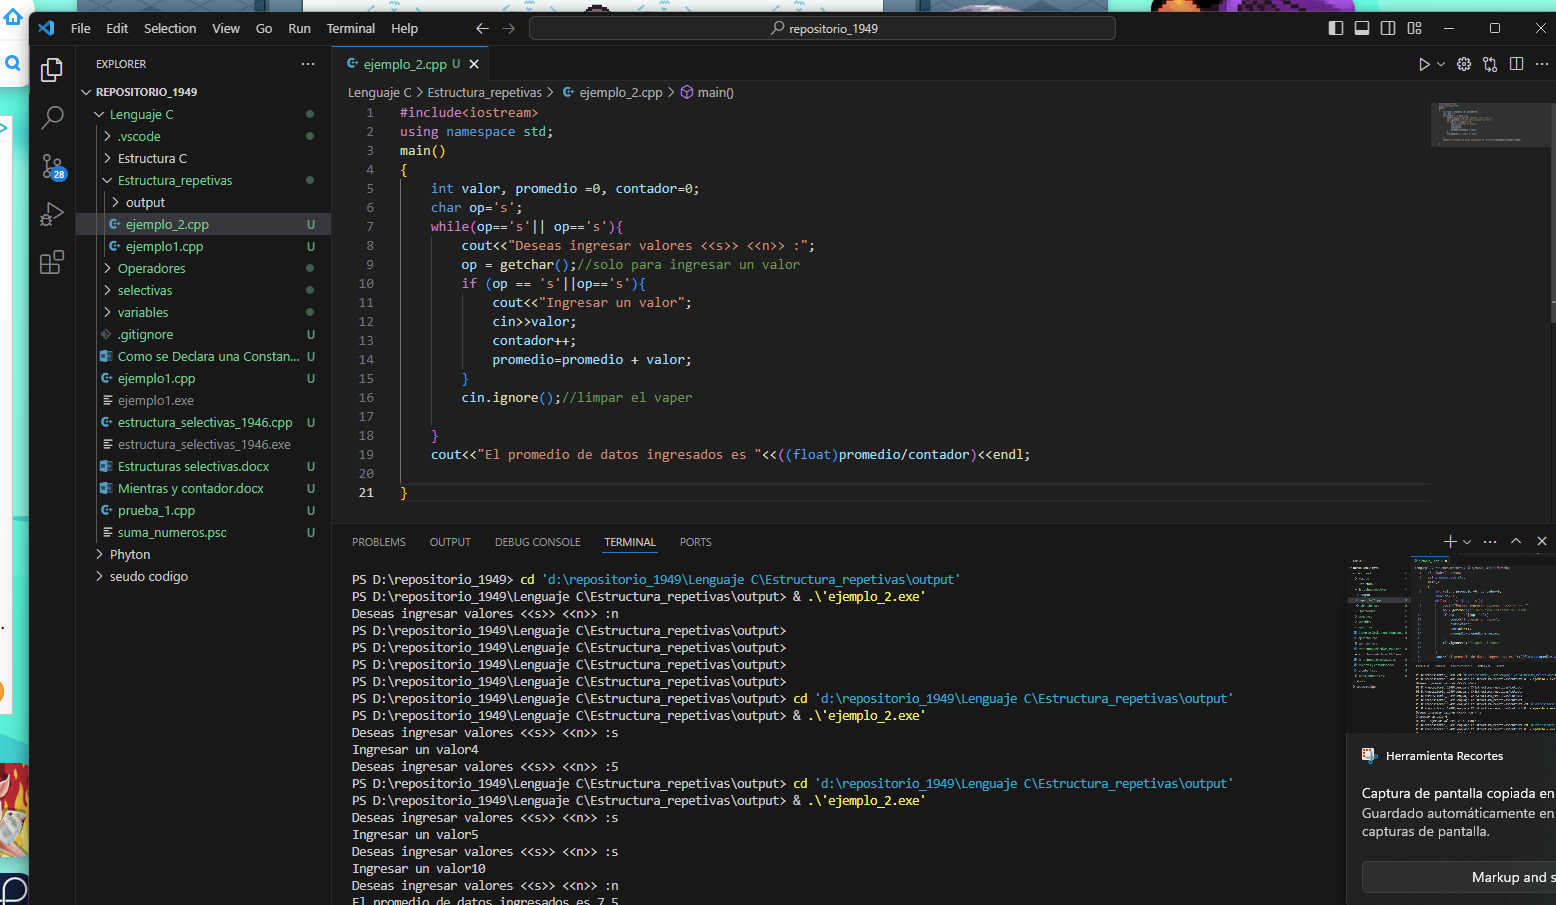 File Edit Selection View Go Run Terminal Help
repositorio_1949
EXPLORER
REPOSITORIO_1949
Lenguaje C
.vscode
Estructura C
Estructura_repetivas
output
ejemplo_2.cpp U
ejemplo1.cpp U
Operadores
selectivas
variables
.gitignore U
Como se Declara una Constan... U
ejemplo1.cpp U
ejemplo1.exe
estructura_selectivas_1946.cpp U
estructura_selectivas_1946.exe
Estructuras selectivas.docx U
Mientras y contador.docx U
prueba_1.cpp U
suma_numeros.psc U
Phyton
seudo codigo
28
ejemplo_2.cpp U
Lenguaje C > Estructura_repetivas > ejemplo_2.cpp > main()
1 #include<iostream>
2 using namespace std;
3 main()
4 {
5 int valor, promedio =0, contador=0;
6 char op='s';
7 while(op=='s'|| op=='s'){
8 cout<<"Deseas ingresar valores <<s>> <<n>> :";
9 op = getchar();//solo para ingresar un valor
10 if (op == 's'||op=='s'){
11 cout<<"Ingresar un valor";
12 cin>>valor;
13 contador++;
14 promedio=promedio + valor;
15 }
16 cin.ignore();//limpar el vaper
17
18 }
19 cout<<"El promedio de datos ingresados es "<<((float)promedio/contador)<<endl;
20
21 }
PROBLEMS OUTPUT DEBUG CONSOLE TERMINAL PORTS
PS D:\repositorio_1949> cd 'd:\repositorio_1949\Lenguaje C\Estructura_repetivas\output'
PS D:\repositorio_1949\Lenguaje C\Estructura_repetivas\output> & .\'ejemplo_2.exe'
Deseas ingresar valores <<s>> <<n>> :n
PS D:\repositorio_1949\Lenguaje C\Estructura_repetivas\output>
PS D:\repositorio_1949\Lenguaje C\Estructura_repetivas\output>
PS D:\repositorio_1949\Lenguaje C\Estructura_repetivas\output>
PS D:\repositorio_1949\Lenguaje C\Estructura_repetivas\output>
PS D:\repositorio_1949\Lenguaje C\Estructura_repetivas\output> cd 'd:\repositorio_1949\Lenguaje C\Estructura_repetivas\output'
PS D:\repositorio_1949\Lenguaje C\Estructura_repetivas\output> & .\'ejemplo_2.exe'
Deseas ingresar valores <<s>> <<n>> :s
Ingresar un valor4
Deseas ingresar valores <<s>> <<n>> :5
PS D:\repositorio_1949\Lenguaje C\Estructura_repetivas\output> cd 'd:\repositorio_1949\Lenguaje C\Estructura_repetivas\output'
PS D:\repositorio_1949\Lenguaje C\Estructura_repetivas\output> & .\'ejemplo_2.exe'
Deseas ingresar valores <<s>> <<n>> :s
Ingresar un valor5
Deseas ingresar valores <<s>> <<n>> :s
Ingresar un valor10
Deseas ingresar valores <<s>> <<n>> :n
El promedio de datos ingresados es 7.5
Herramienta Recortes
Captura de pantalla copiada en
Guardado automáticamente en
capturas de pantalla.
Markup and s